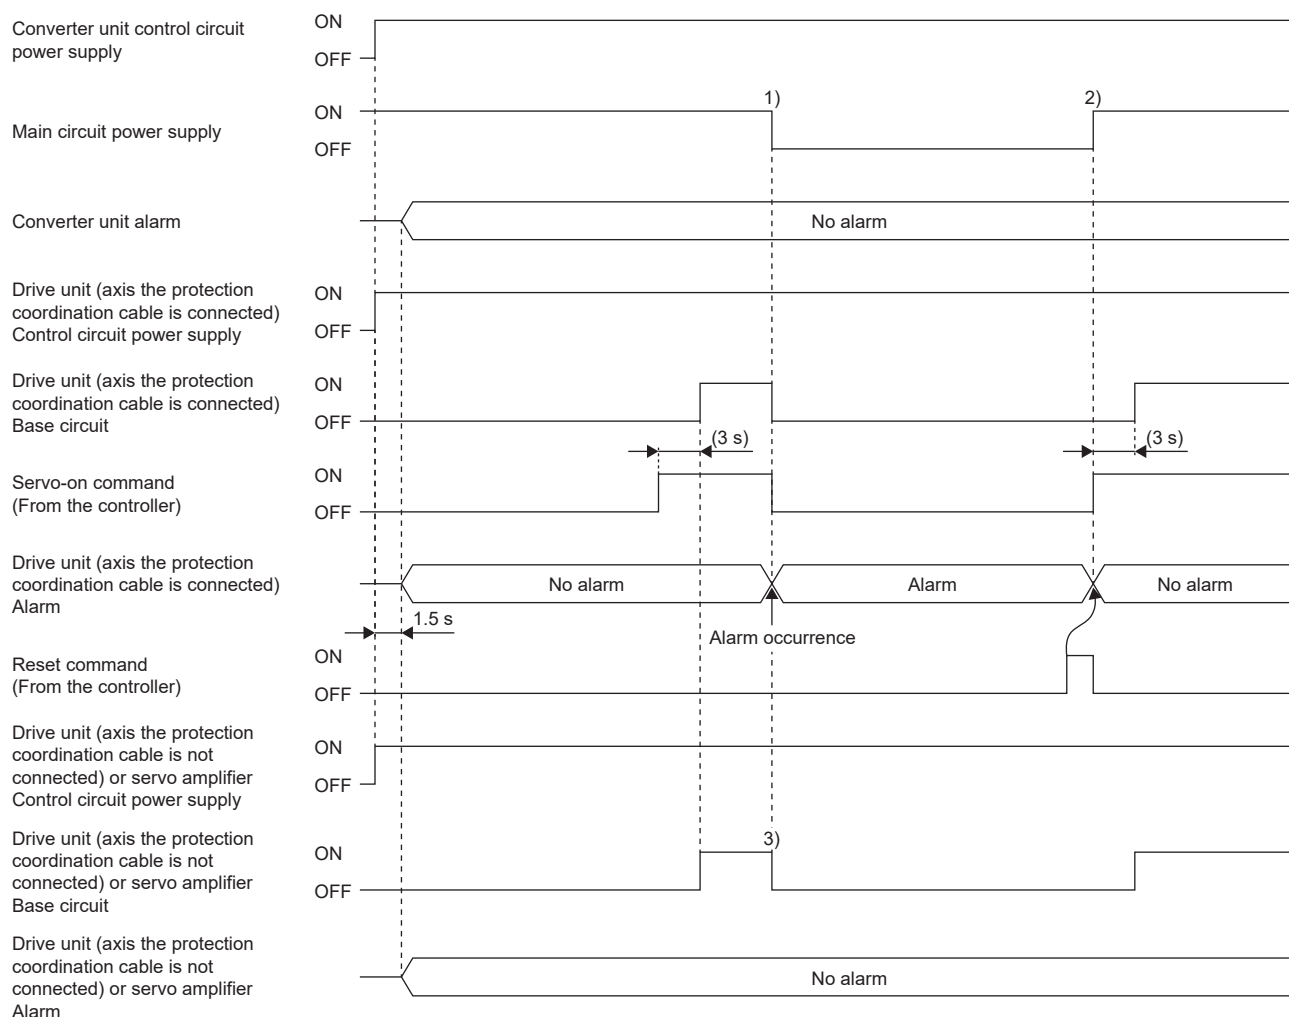 Converter unit control circuit
power supply
ON
OFF
Main circuit power supply
ON
OFF
1)
2)
Converter unit alarm
No alarm
Drive unit (axis the protection
coordination cable is connected)
Control circuit power supply
ON
OFF
Drive unit (axis the protection
coordination cable is connected)
Base circuit
ON
OFF
(3 s)
(3 s)
Servo-on command
(From the controller)
ON
OFF
Drive unit (axis the protection
coordination cable is connected)
Alarm
No alarm
Alarm
No alarm
1.5 s
Alarm occurrence
Reset command
(From the controller)
ON
OFF
Drive unit (axis the protection
coordination cable is not
connected) or servo amplifier
Control circuit power supply
ON
OFF
Drive unit (axis the protection
coordination cable is not
connected) or servo amplifier
Base circuit
ON
OFF
3)
Drive unit (axis the protection
coordination cable is not
connected) or servo amplifier
Alarm
No alarm